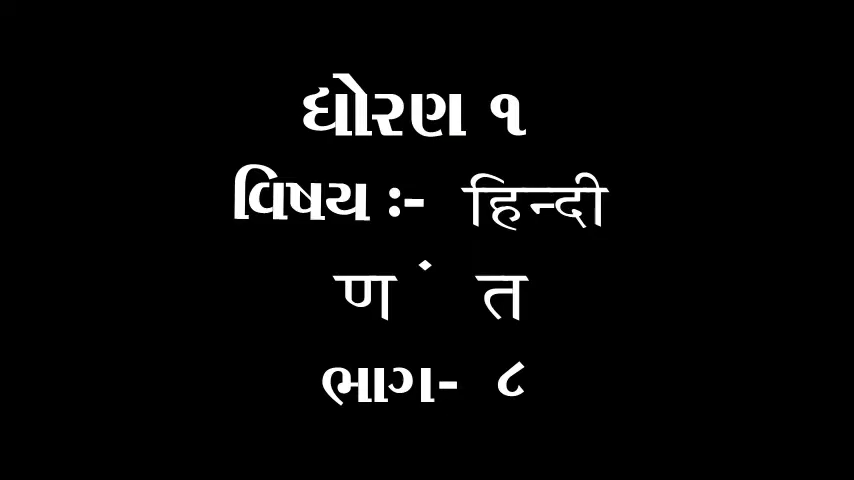 ધોરણ ૧
વિષય ઃ- हिन्दी
ण ं त
ભાગ- ૮